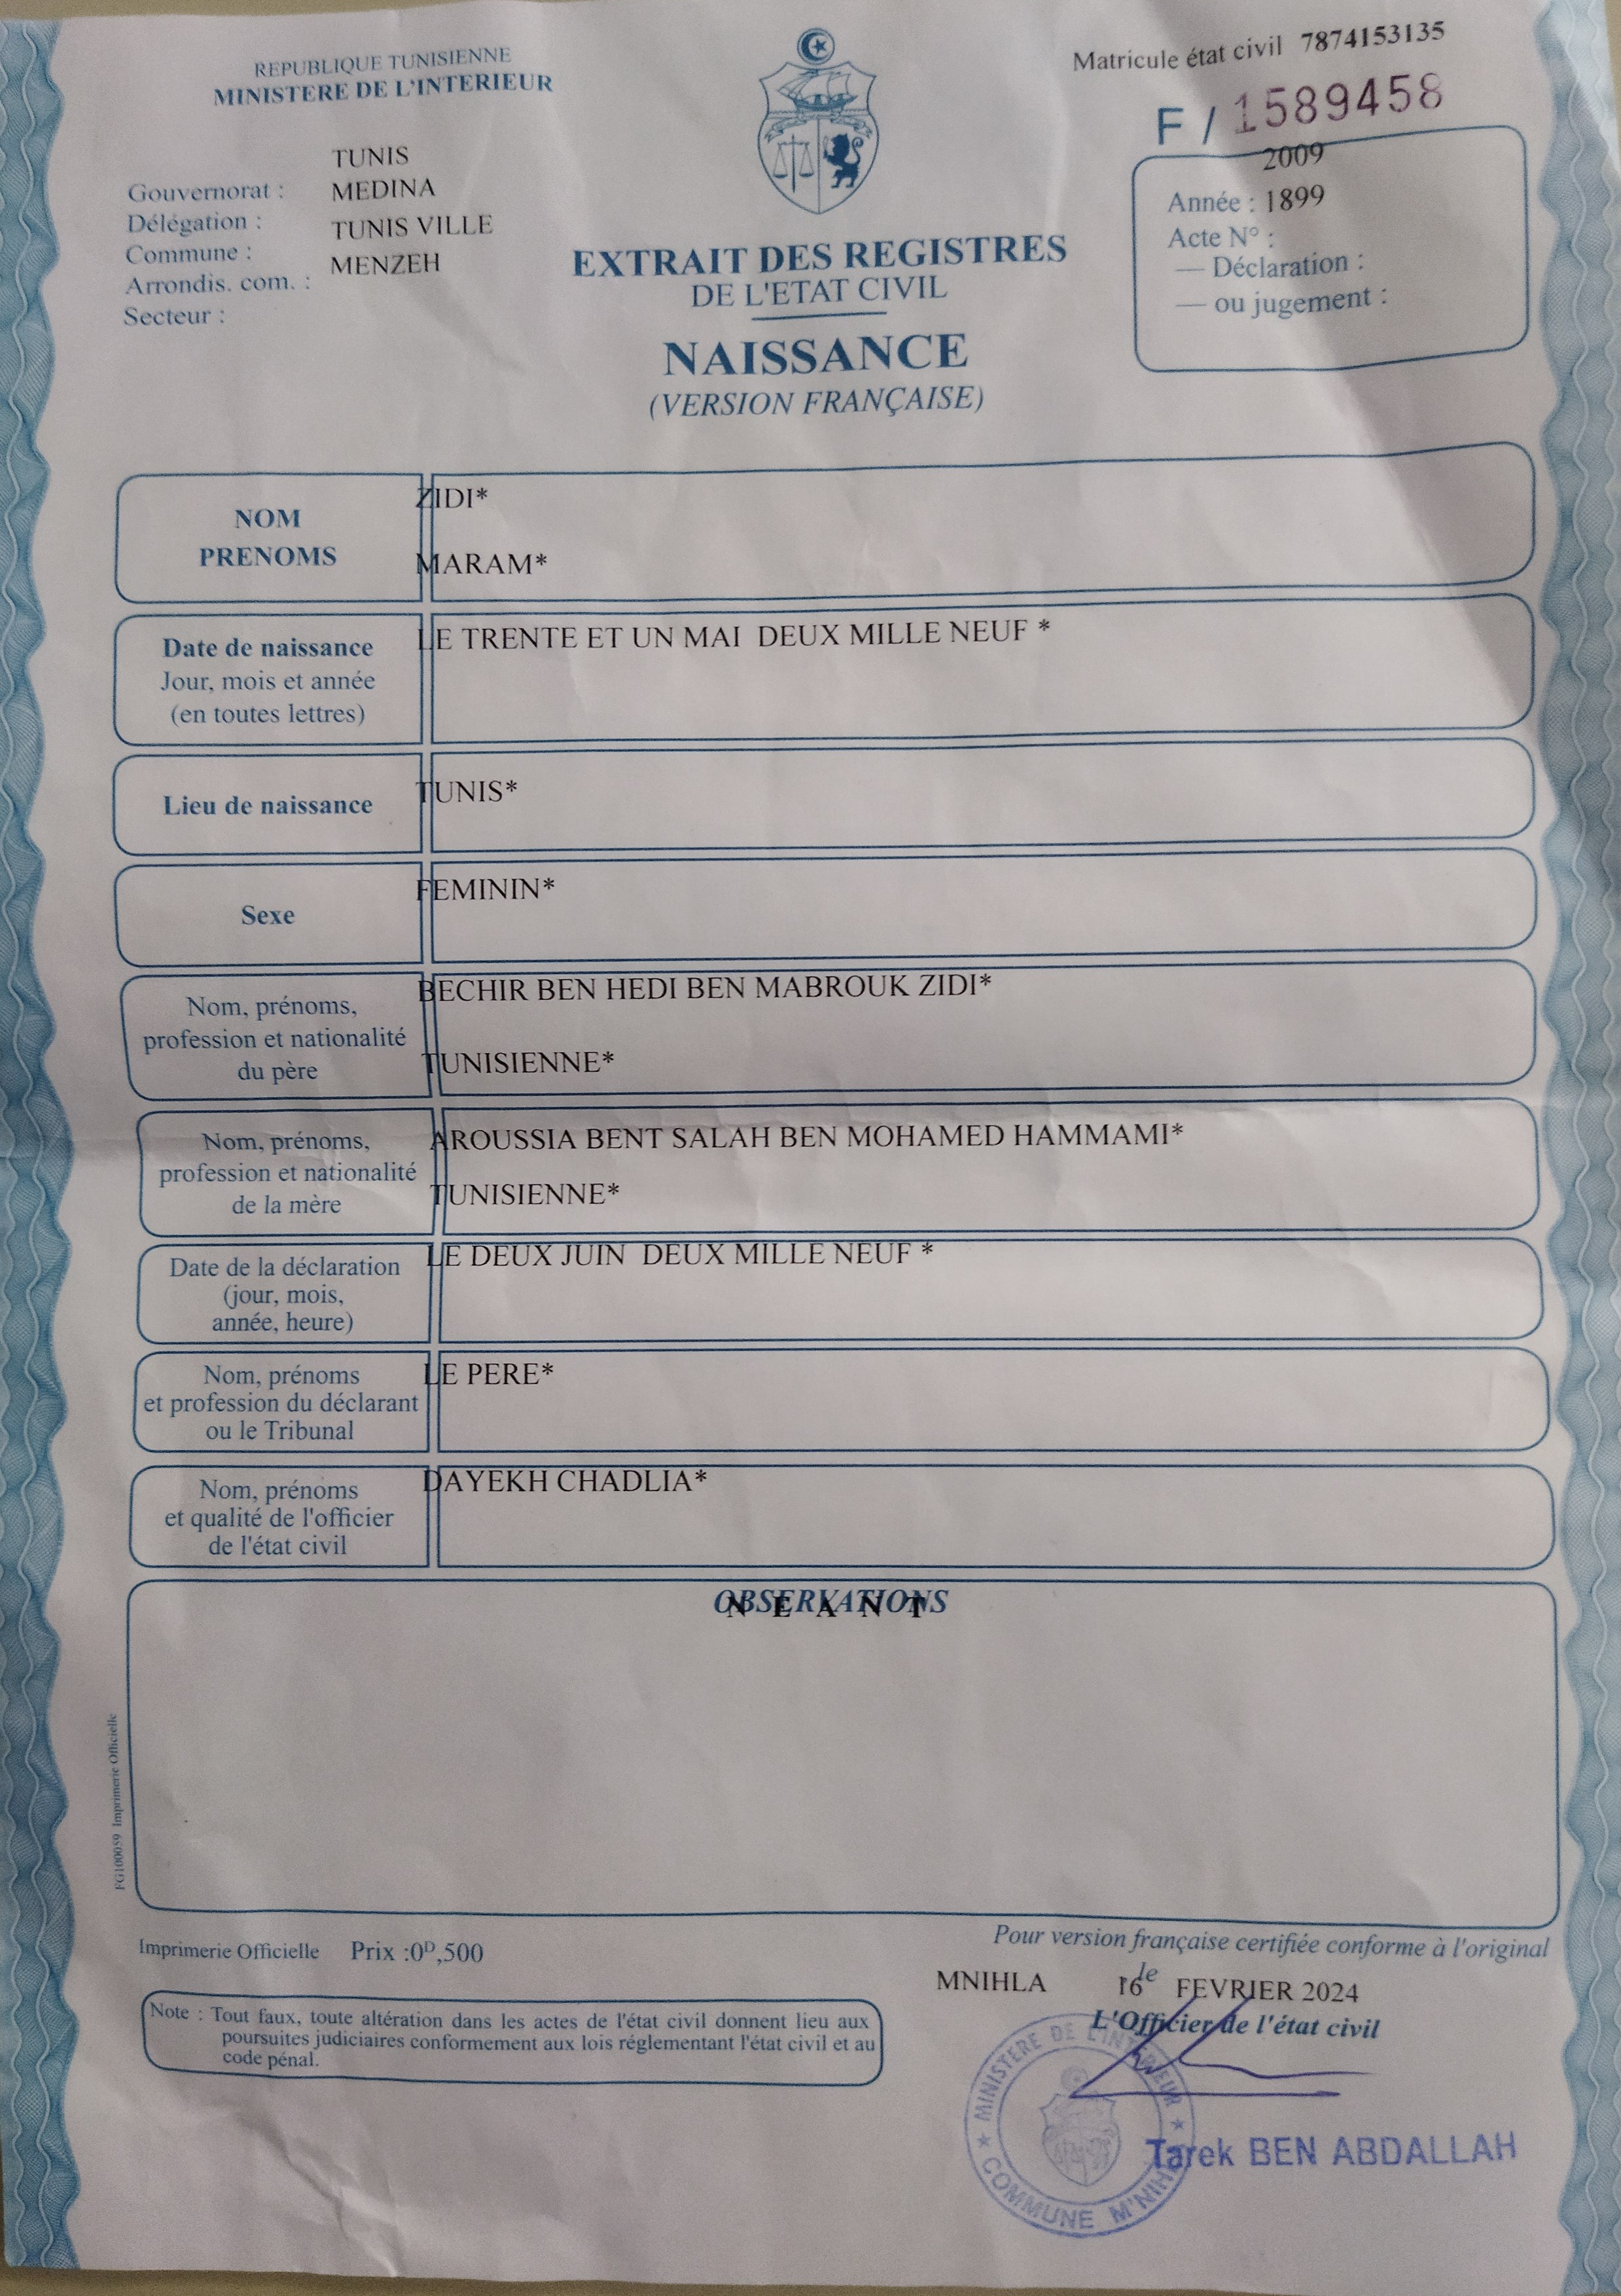 REPUBLIQUE TUNISIENNE
MINISTERE DE L'INTERIEUR
TUNIS
Gouvernorat : MEDINA
Délégation : TUNIS VILLE
Commune : MENZEH
Arrondis. com. :
Secteur :
EXTRAIT DES REGISTRES
DE L'ETAT CIVIL
NAISSANCE
(VERSION FRANÇAISE)
Matricule état civil 7874153135
F / 1589458
2009
Année : 1899
Acte N° :
— Déclaration :
— ou jugement :
NOM
PRENOMS
ZIDI*
MARAM*
Date de naissance
Jour, mois et année
(en toutes lettres)
LE TRENTE ET UN MAI DEUX MILLE NEUF *
Lieu de naissance
TUNIS*
Sexe
FEMININ*
Nom, prénoms,
profession et nationalité
du père
BECHIR BEN HEDI BEN MABROUK ZIDI*
TUNISIENNE*
Nom, prénoms,
profession et nationalité
de la mère
AROUSSIA BENT SALAH BEN MOHAMED HAMMAMI*
TUNISIENNE*
Date de la déclaration
(jour, mois,
année, heure)
LE DEUX JUIN DEUX MILLE NEUF *
Nom, prénoms
et profession du déclarant
ou le Tribunal
LE PERE*
Nom, prénoms
et qualité de l'officier
de l'état civil
DAYEKH CHADLIA*
OBSERVATIONS
N E A N T
FG100059 Imprimerie Officielle
Imprimerie Officielle Prix :0ᴰ,500
Note : Tout faux, toute altération dans les actes de l'état civil donnent lieu aux
poursuites judiciaires conformement aux lois réglementant l'état civil et au
code pénal.
Pour version française certifiée conforme à l'original
MNIHLA 16 le FEVRIER 2024
L'Officier de l'état civil
MINISTERE DE L'INTERIEUR
COMMUNE M'NIH
Tarek BEN ABDALLAH